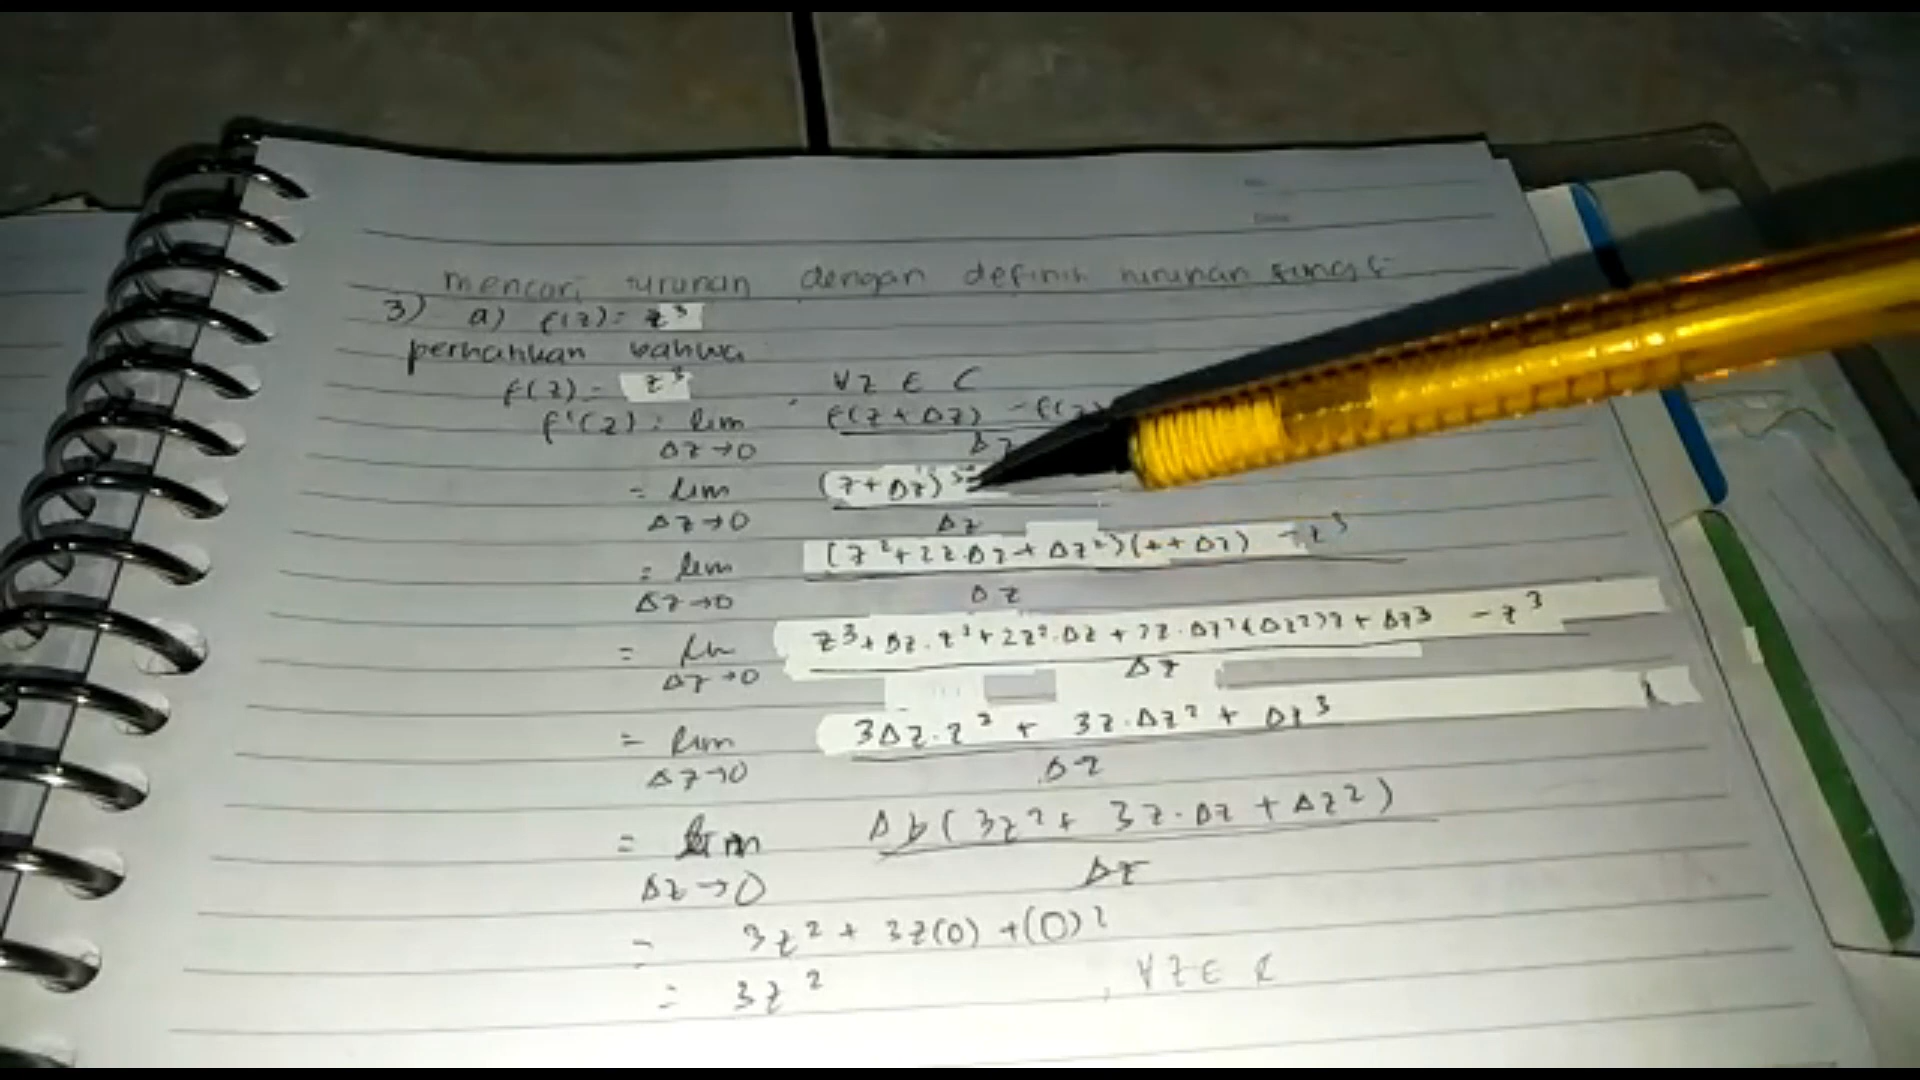 mencari turunan dengan definisi turunan fungsi
3) a) f(z) = z³
perhatikan bahwa
f(z) = z³ , ∀z ∈ C
f'(z) = lim f(z + Δz) - f(z)
Δz→0 Δz
= lim (z+Δz)³ -
Δz→0 Δz
= lim (z² + 2z·Δz + Δz²)(z+Δz) - z³
Δz→0 Δz
= lim z³ + Δz·z² + 2z²·Δz + 2z·Δz² + (Δz²)z + Δz³ - z³
Δz→0 Δz
= lim 3Δz·z² + 3z·Δz² + Δz³
Δz→0 Δz
= lim Δz(3z² + 3z·Δz + Δz²)
Δz→0 Δz
= 3z² + 3z(0) + (0)²
= 3z² , ∀z ∈ C